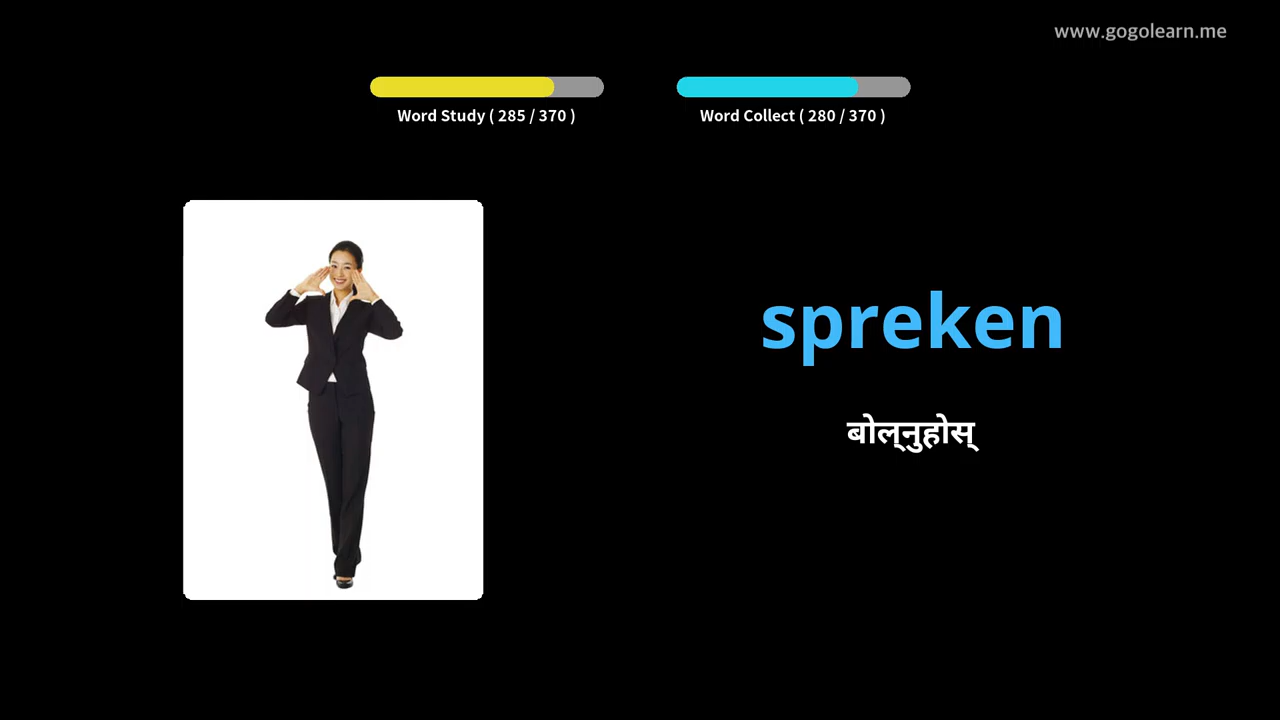 www.gogolearn.me
Word Study ( 285 / 370 )
Word Collect ( 280 / 370 )
spreken
बोल्नुहोस्